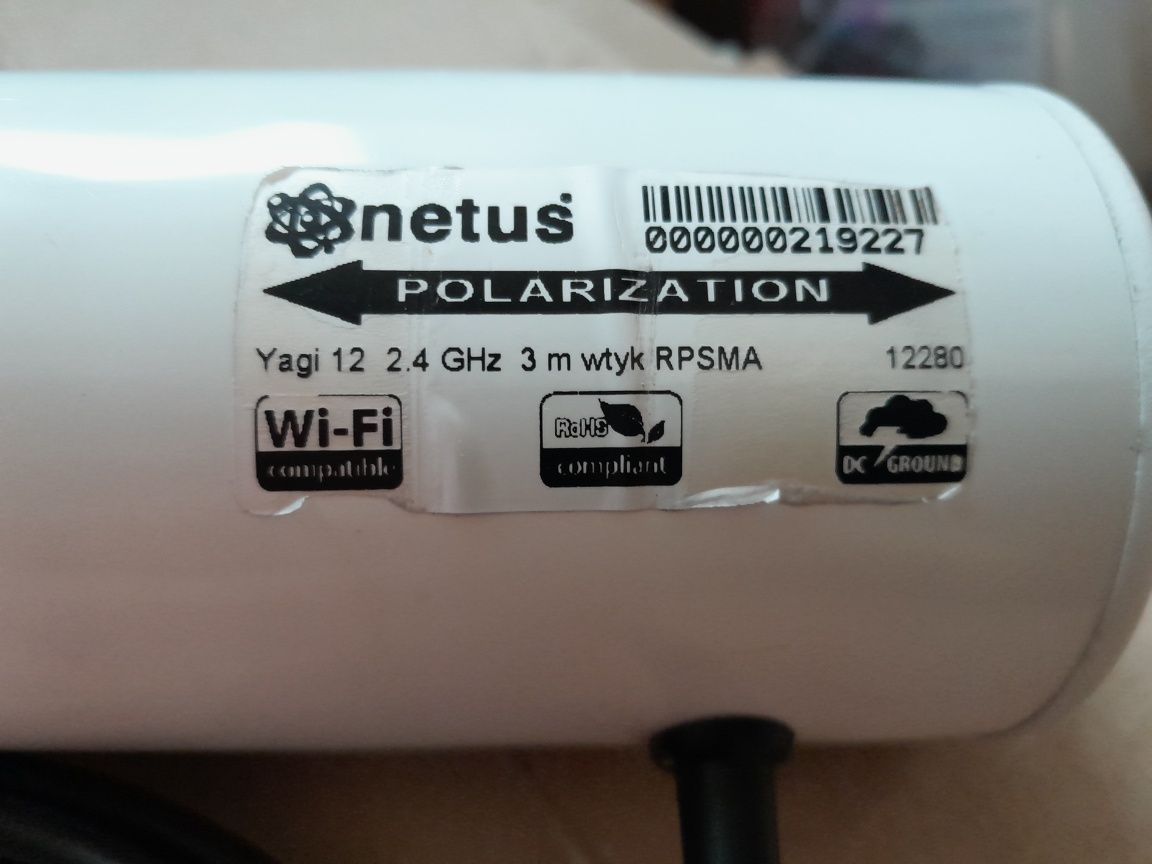 netus
000000219227
POLARIZATION
Yagi 12 2.4 GHz 3 m wtyk RPSMA 12280
Wi-Fi
compatible
RoHS
compliant
DC GROUND